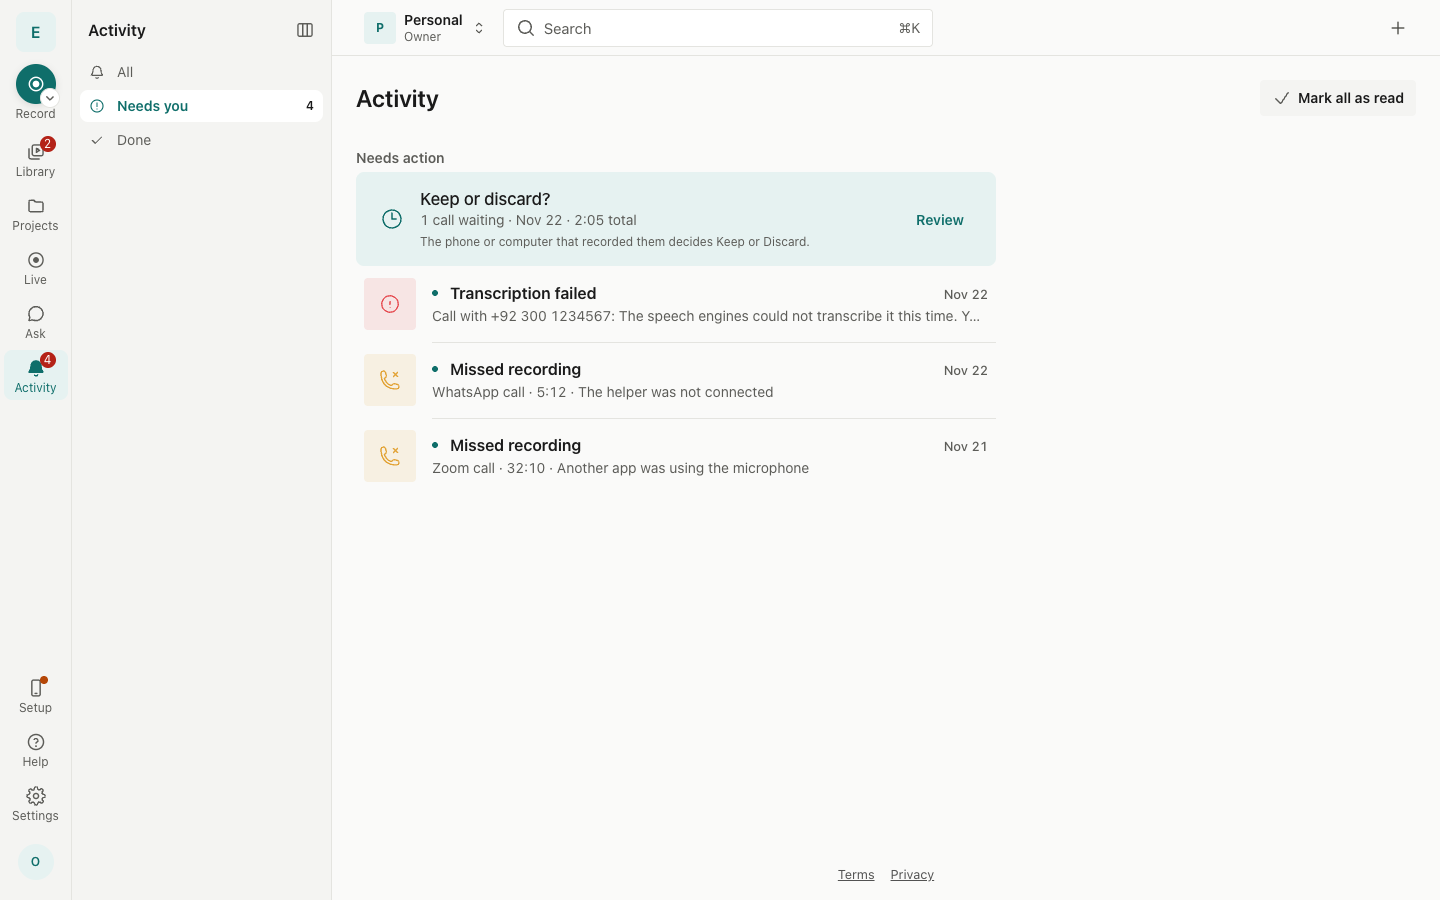 E
Record
2
Library
Projects
Live
Ask
4
Activity
Setup
Help
Settings
O
Activity
All
Needs you 4
Done
P
Personal
Owner
Search ⌘K
Activity
Mark all as read
Needs action
Keep or discard?
1 call waiting · Nov 22 · 2:05 total
The phone or computer that recorded them decides Keep or Discard.
Review
Transcription failed Nov 22
Call with +92 300 1234567: The speech engines could not transcribe it this time. Y...
Missed recording Nov 22
WhatsApp call · 5:12 · The helper was not connected
Missed recording Nov 21
Zoom call · 32:10 · Another app was using the microphone
Terms Privacy